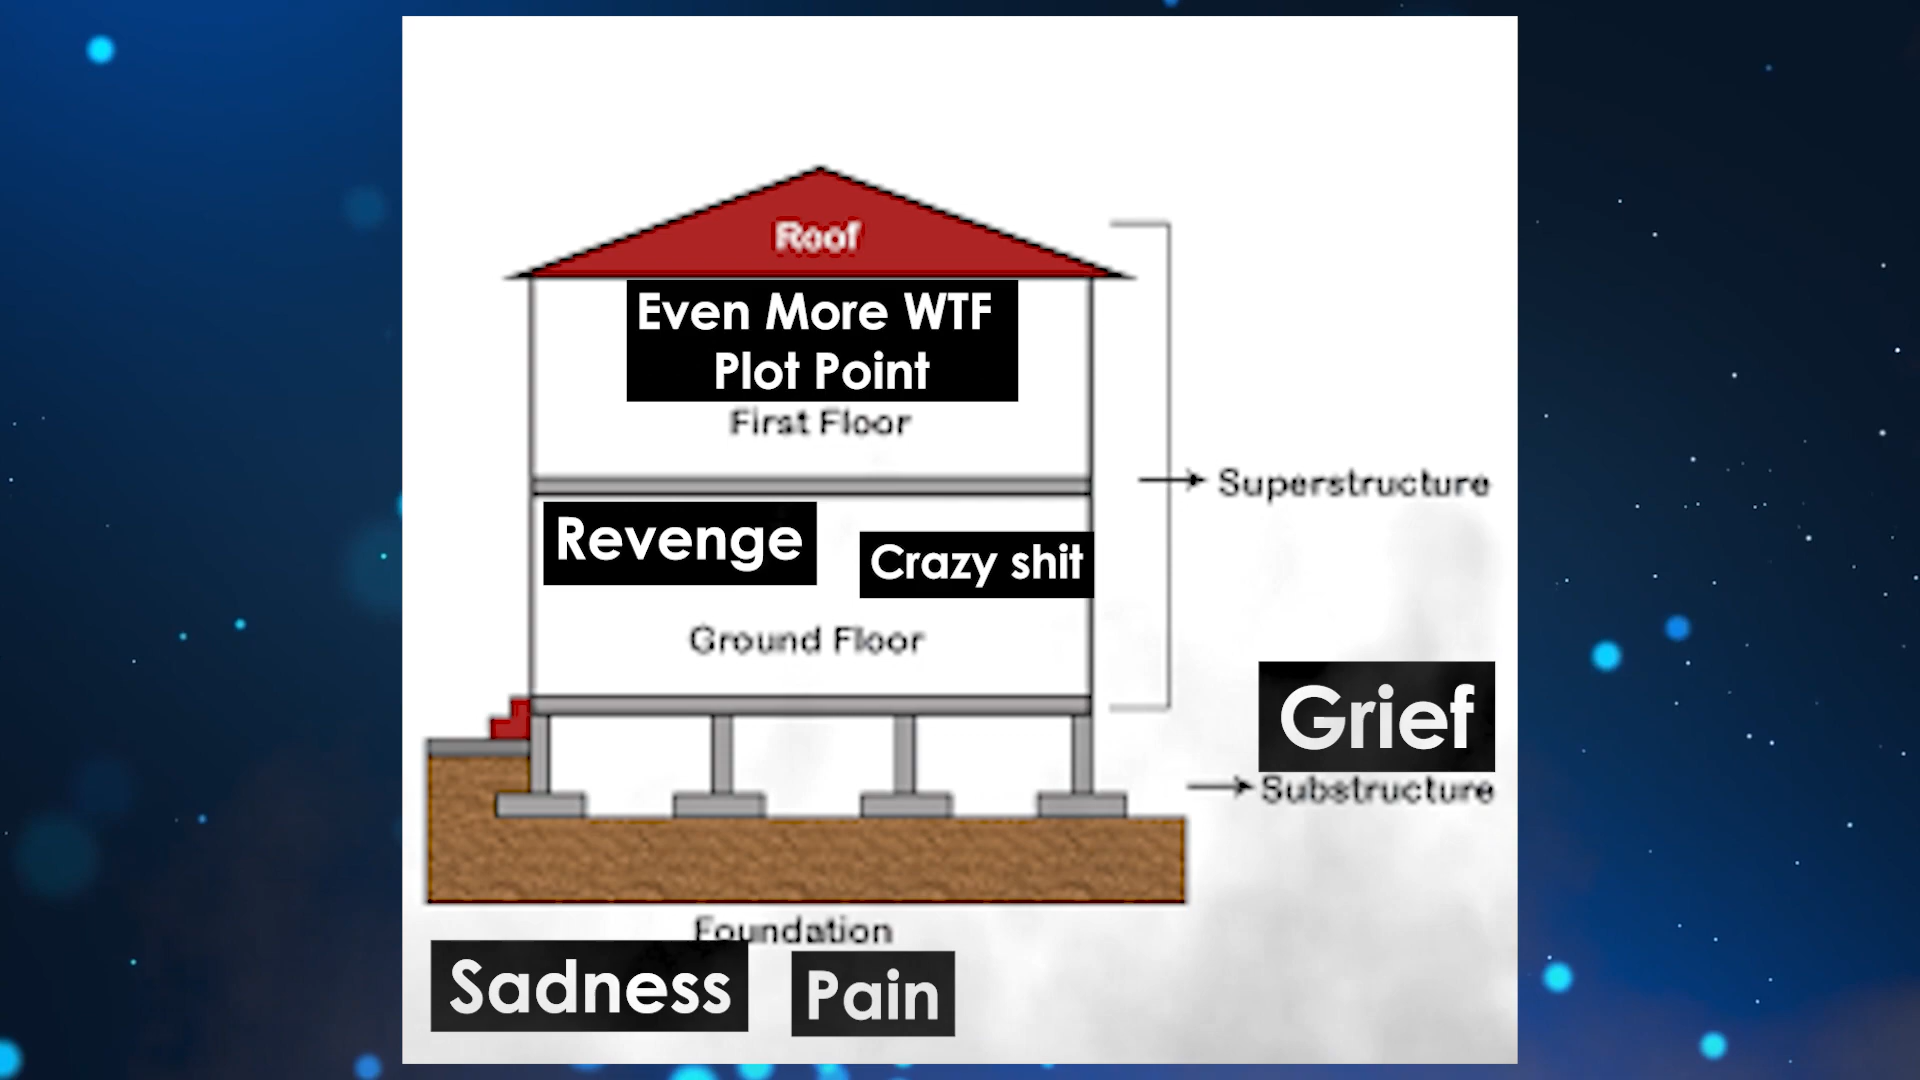 Roof
Even More WTF
Plot Point
First Floor
Superstructure
Revenge
Crazy shit
Ground Floor
Grief
Substructure
Foundation
Sadness
Pain